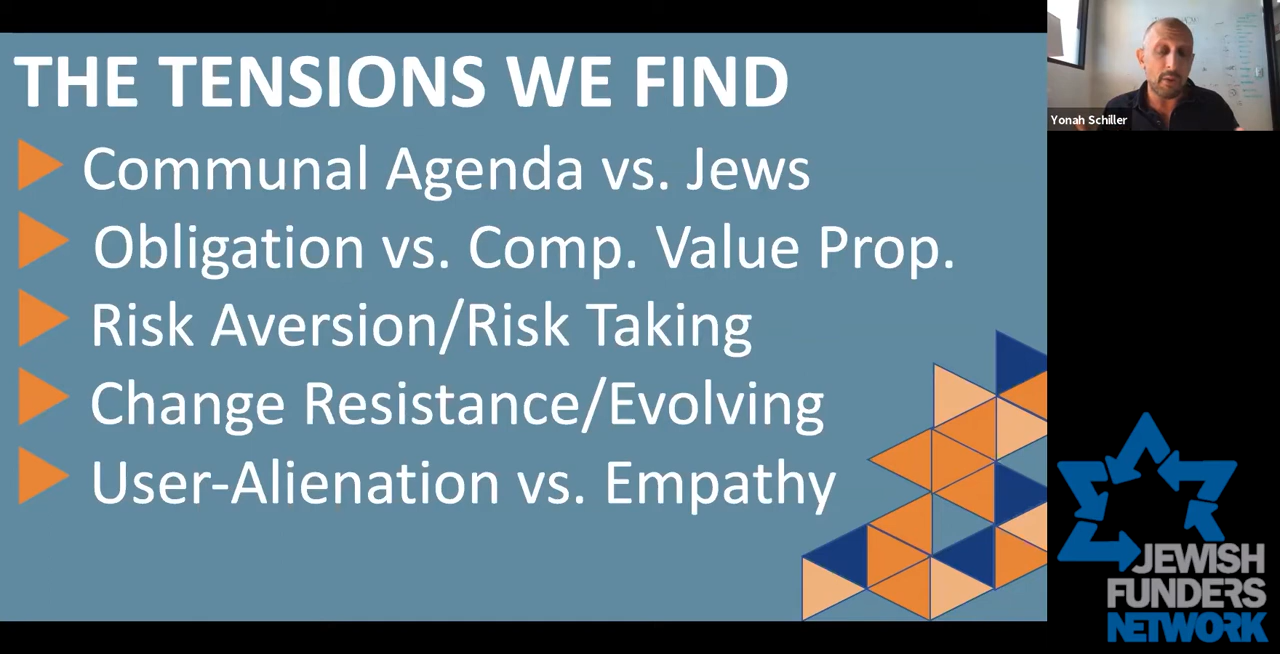 THE TENSIONS WE FIND
Communal Agenda vs. Jews
Obligation vs. Comp. Value Prop.
Risk Aversion/Risk Taking
Change Resistance/Evolving
User-Alienation vs. Empathy
Yonah Schiller
JEWISH
FUNDERS
NETWORK